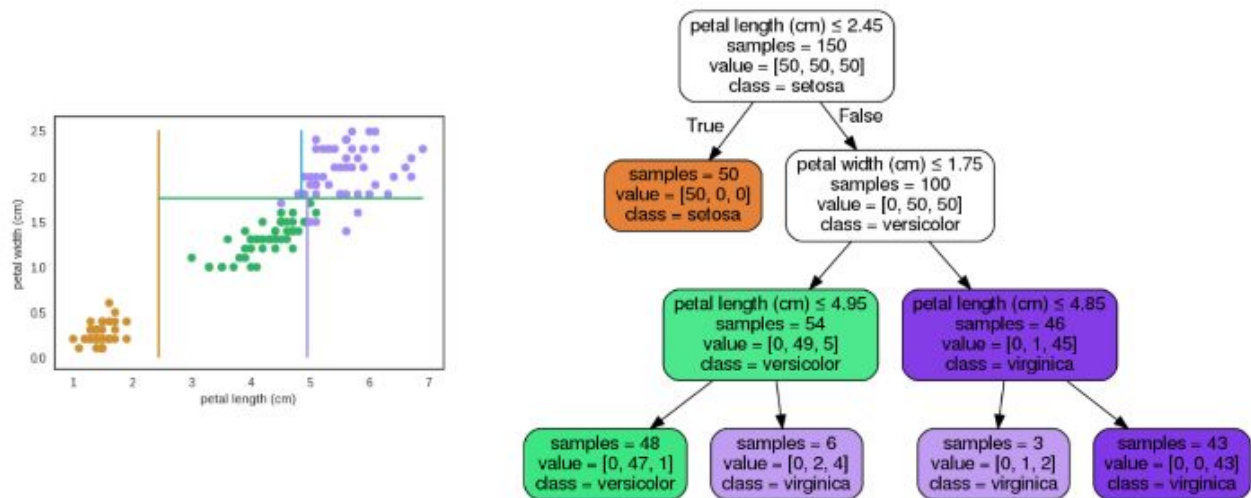 2.5
2.0
1.5
1.0
0.5
0.0
petal width (cm)
1 2 3 4 5 6 7
petal length (cm)
petal length (cm) ≤ 2.45
samples = 150
value = [50, 50, 50]
class = setosa
True
False
samples = 50
value = [50, 0, 0]
class = setosa
petal width (cm) ≤ 1.75
samples = 100
value = [0, 50, 50]
class = versicolor
petal length (cm) ≤ 4.95
samples = 54
value = [0, 49, 5]
class = versicolor
petal length (cm) ≤ 4.85
samples = 46
value = [0, 1, 45]
class = virginica
samples = 48
value = [0, 47, 1]
class = versicolor
samples = 6
value = [0, 2, 4]
class = virginica
samples = 3
value = [0, 1, 2]
class = virginica
samples = 43
value = [0, 0, 43]
class = virginica